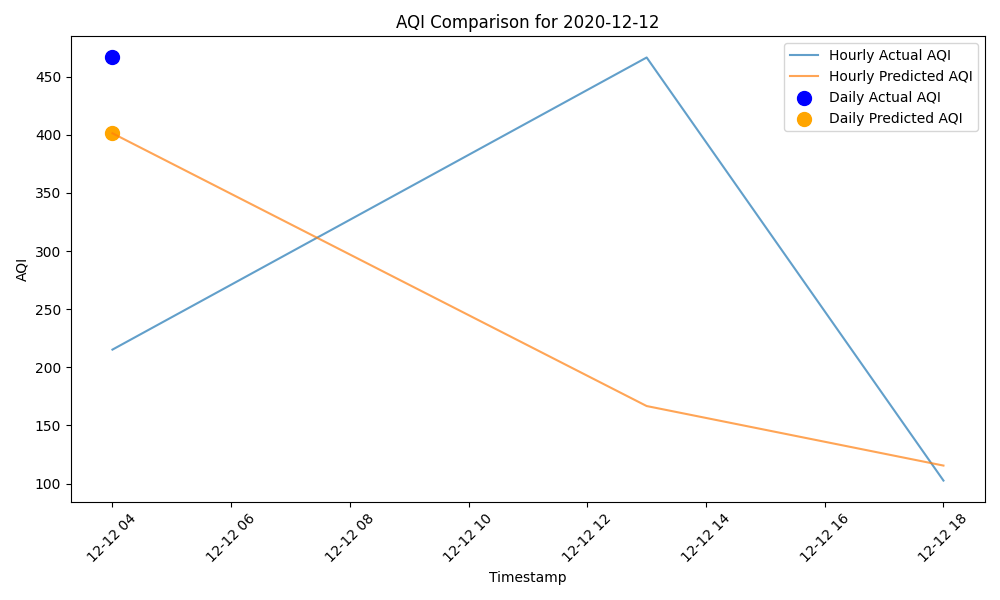 AQI Comparison for 2020-12-12
Hourly Actual AQI
Hourly Predicted AQI
Daily Actual AQI
Daily Predicted AQI
AQI
450
400
350
300
250
200
150
100
12-12 04
12-12 06
12-12 08
12-12 10
12-12 12
12-12 14
12-12 16
12-12 18
Timestamp